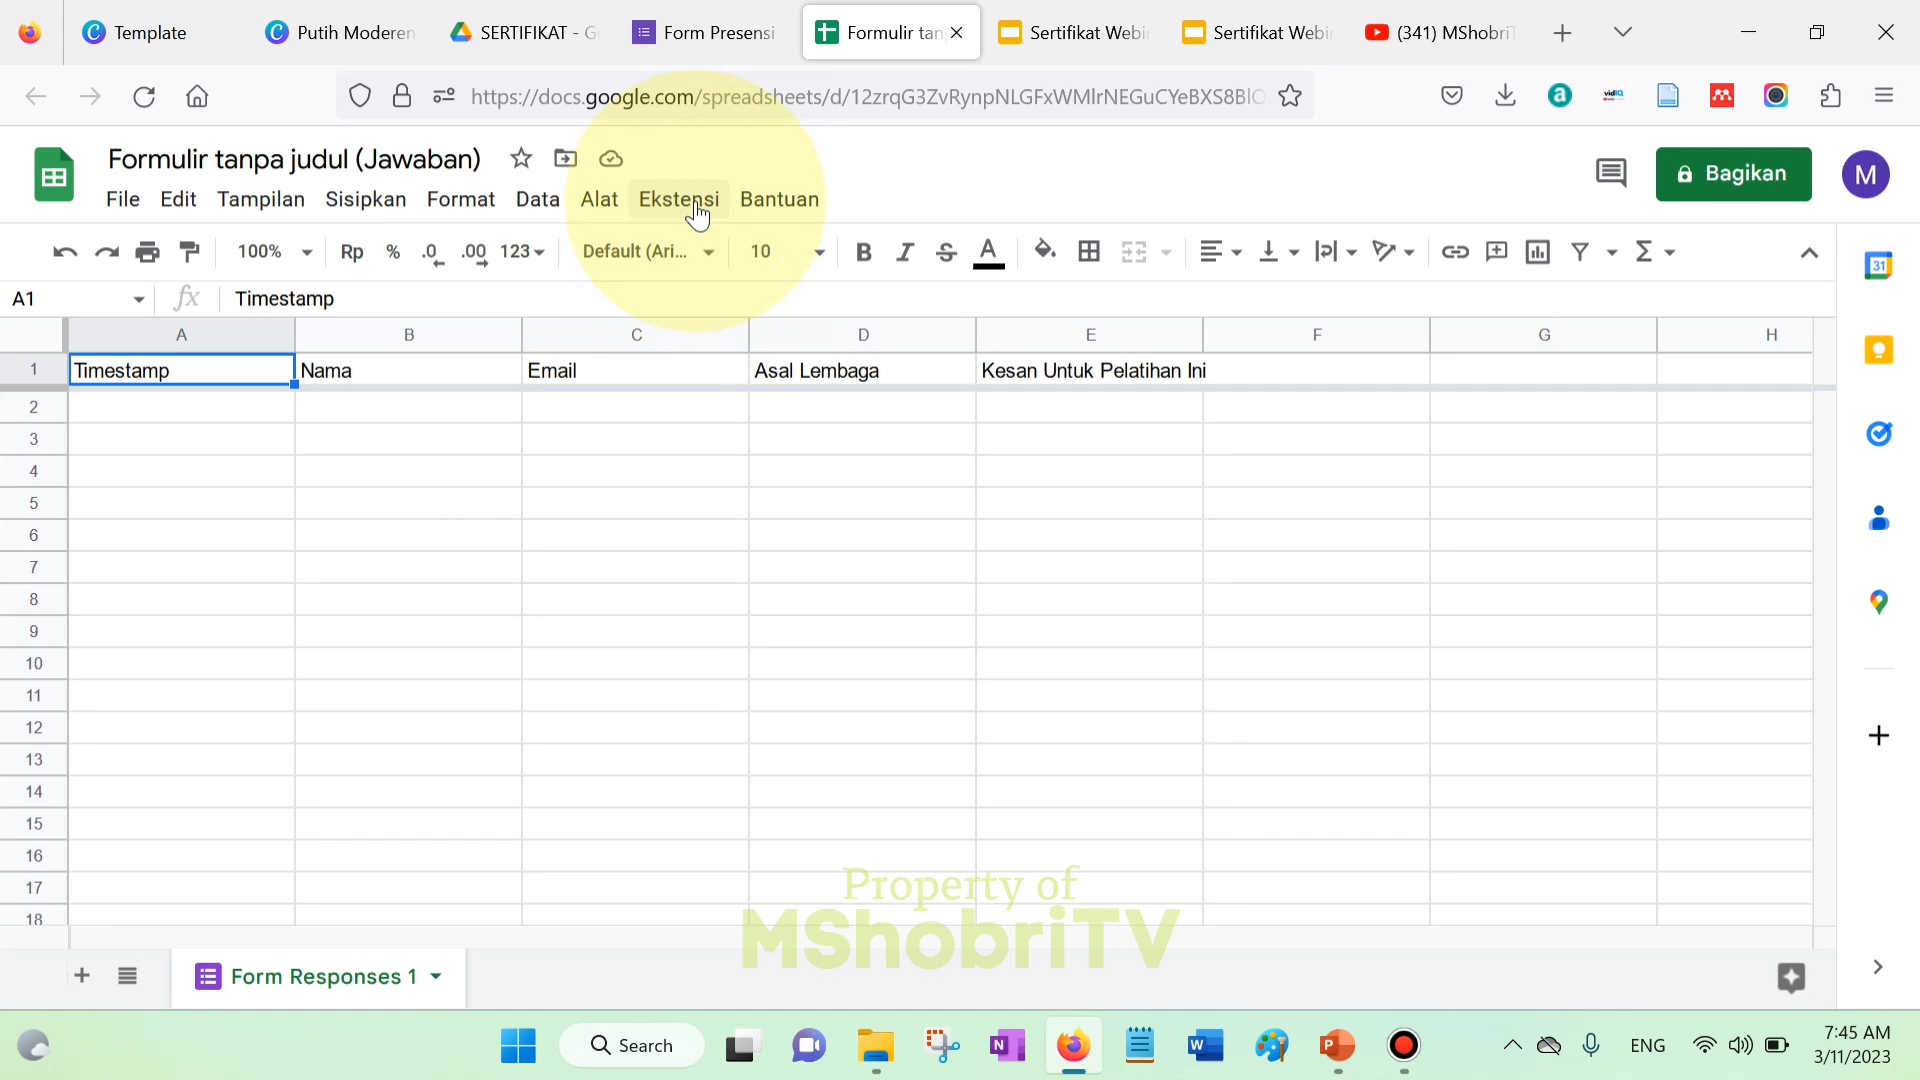 Template
Putih Moderen
SERTIFIKAT - G
Form Presensi
Formulir tan
Sertifikat Webi
Sertifikat Webi
(341) MShobriT
https://docs.google.com/spreadsheets/d/12zrqG3ZvRynpNLGFxWMlrNEGuCYeBXS8BlO
Formulir tanpa judul (Jawaban)
File Edit Tampilan Sisipkan Format Data Alat Ekstensi Bantuan
Bagikan
M
100% Rp % .0 .00 123 Default (Ari... 10 B I S A
31
A1 fx Timestamp
A B C D E F G H
1 Timestamp Nama Email Asal Lembaga Kesan Untuk Pelatihan Ini
2
3
4
5
6
7
8
9
10
11
12
13
14
15
16
17
18
Property of
MShobriTV
Form Responses 1
Search
ENG
7:45 AM
3/11/2023